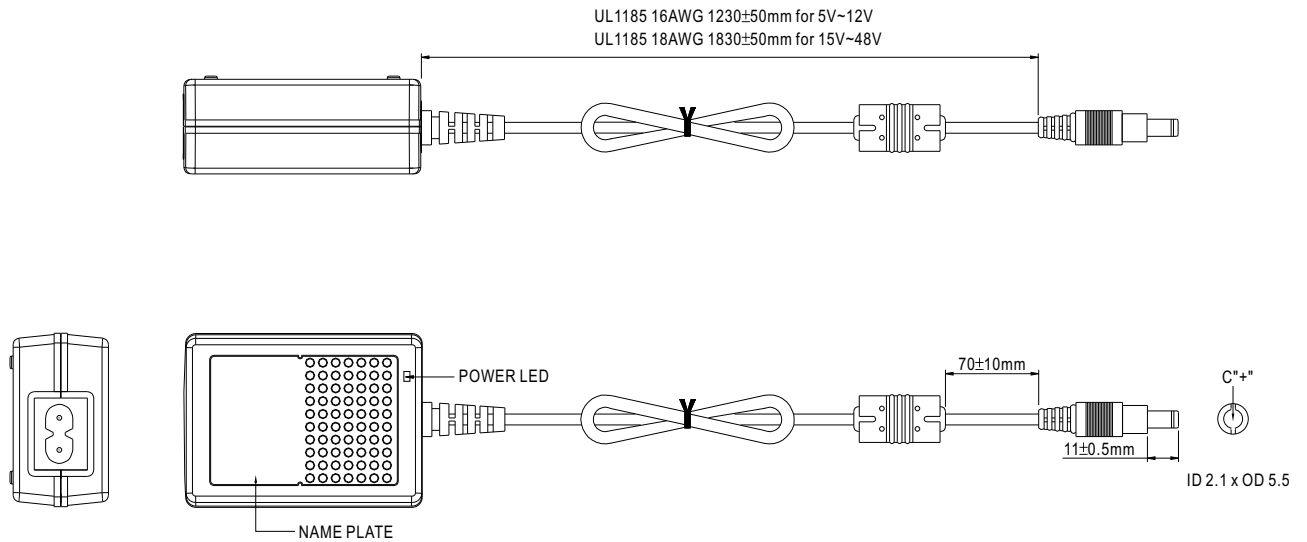 UL1185 16AWG 1230±50mm for 5V~12V
UL1185 18AWG 1830±50mm for 15V~48V
POWER LED
70±10mm
C"+"
11±0.5mm
ID 2.1 x OD 5.5
NAME PLATE